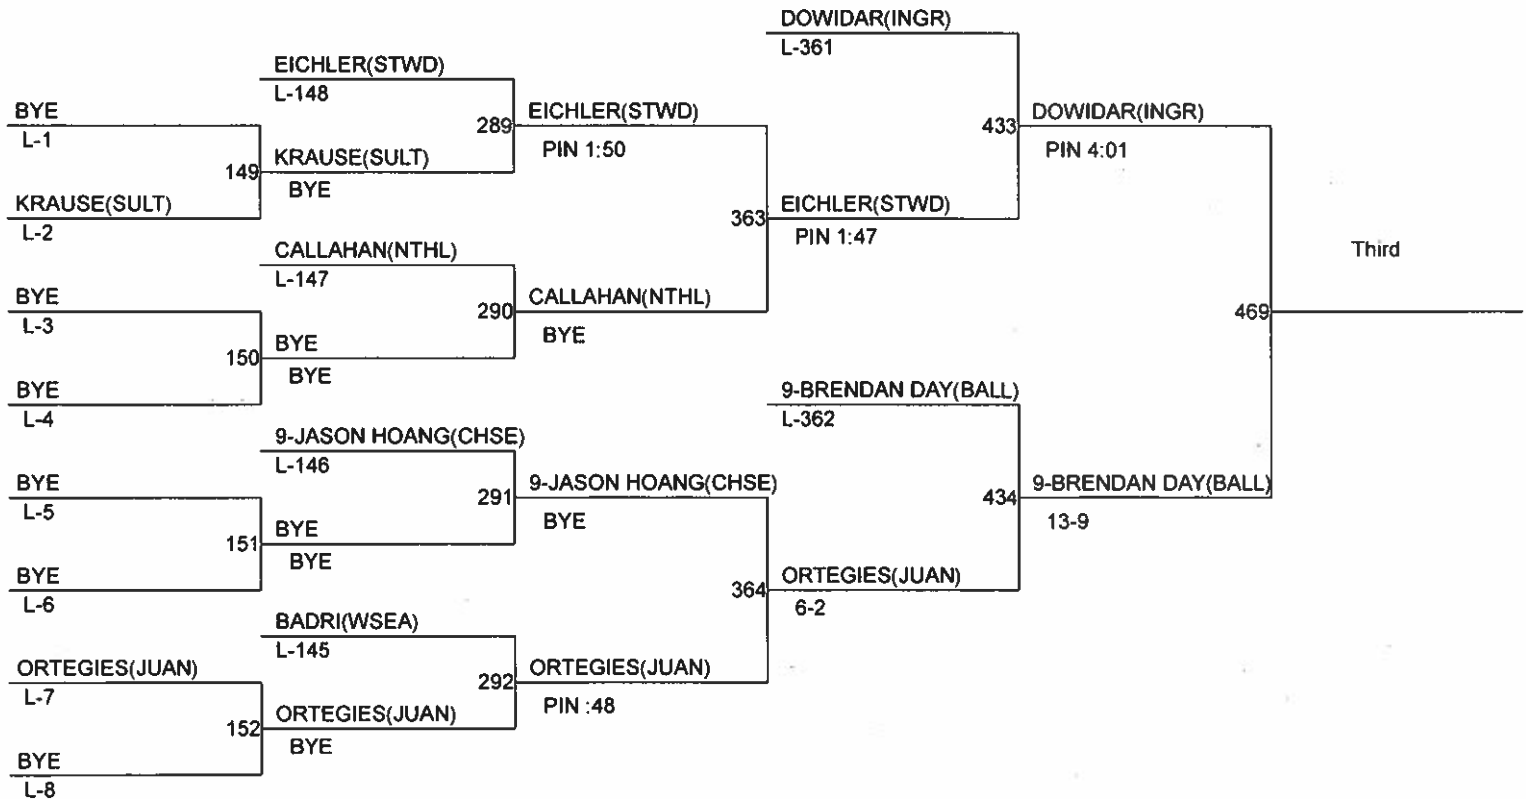 DOWIDAR(INGR)
L-361
EICHLER(STWD)
L-148
BYE
L-1
289
EICHLER(STWD)
PIN 1:50
433
DOWIDAR(INGR)
PIN 4:01
149
KRAUSE(SULT)
BYE
KRAUSE(SULT)
L-2
363
EICHLER(STWD)
PIN 1:47
Third
CALLAHAN(NTHL)
L-147
BYE
L-3
290
CALLAHAN(NTHL)
BYE
469
150
BYE
BYE
BYE
L-4
9-BRENDAN DAY(BALL)
L-362
9-JASON HOANG(CHSE)
L-146
BYE
L-5
291
9-JASON HOANG(CHSE)
BYE
434
9-BRENDAN DAY(BALL)
13-9
151
BYE
BYE
BYE
L-6
364
ORTEGIES(JUAN)
6-2
BADRI(WSEA)
L-145
ORTEGIES(JUAN)
L-7
292
ORTEGIES(JUAN)
PIN :48
152
ORTEGIES(JUAN)
BYE
BYE
L-8